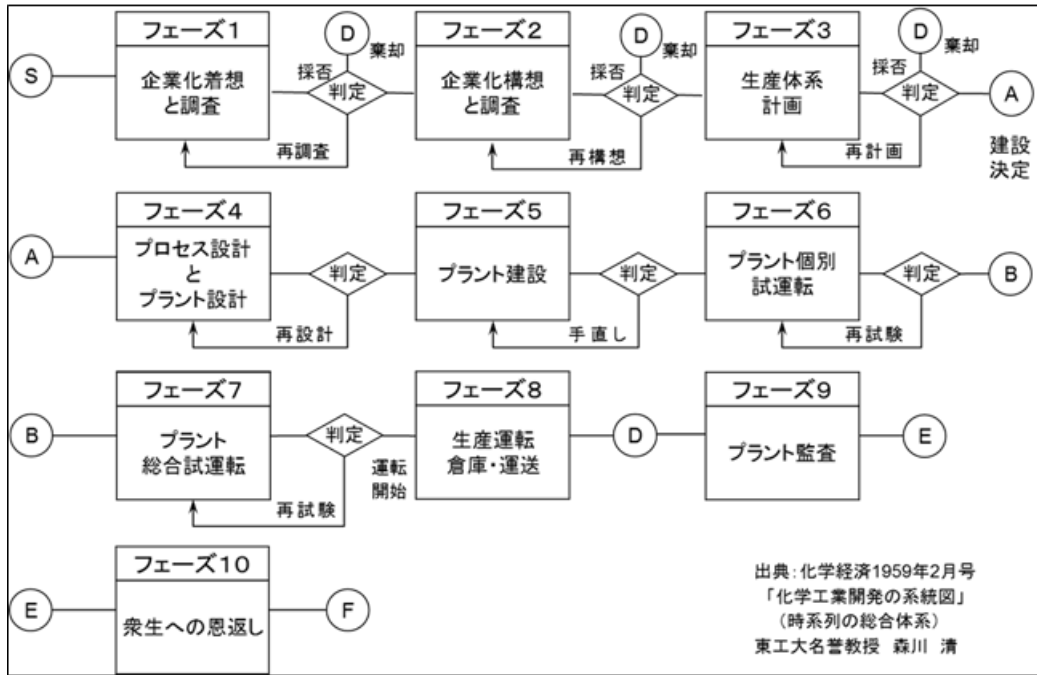 フェーズ1
D
棄却
フェーズ2
D
棄却
フェーズ3
D
棄却
S
企業化着想
と調査
採否
判定
企業化構想
と調査
採否
判定
生産体系
計画
採否
判定
A
再調査
再構想
再計画
建設
決定
フェーズ4
フェーズ5
フェーズ6
A
プロセス設計
と
プラント設計
判定
プラント建設
判定
プラント個別
試運転
判定
B
再設計
手直し
再試験
フェーズ7
フェーズ8
フェーズ9
B
プラント
総合試運転
判定
運転
開始
生産運転
倉庫・運送
D
プラント監査
E
再試験
フェーズ10
E
衆生への恩返し
F
出典:化学経済1959年2月号
「化学工業開発の系統図」
(時系列の総合体系)
東工大名誉教授 森川 清